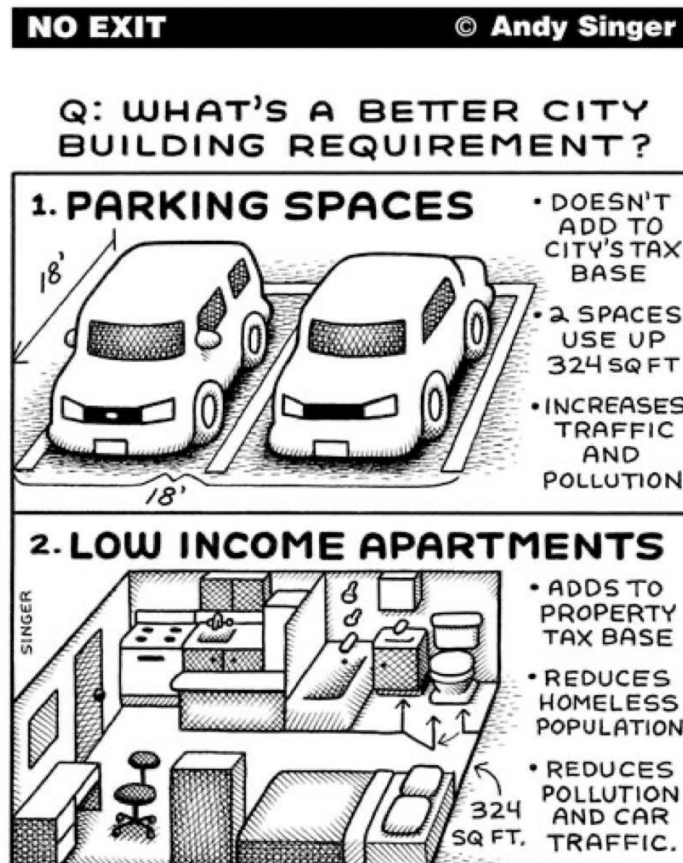 NO EXIT
© Andy Singer
Q: WHAT'S A BETTER CITY
BUILDING REQUIREMENT?
1. PARKING SPACES
18'
18'
• DOESN'T
ADD TO
CITY'S TAX
BASE
• 2 SPACES
USE UP
324 SQ FT
• INCREASES
TRAFFIC
AND
POLLUTION
2. LOW INCOME APARTMENTS
SINGER
324
SQ FT.
• ADDS TO
PROPERTY
TAX BASE
• REDUCES
HOMELESS
POPULATION
• REDUCES
POLLUTION
AND CAR
TRAFFIC.